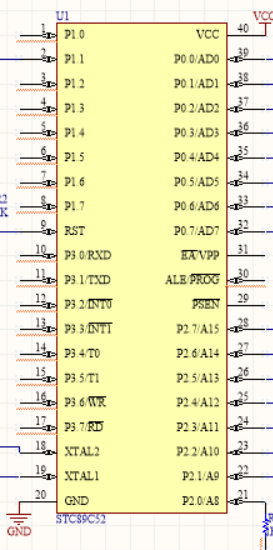 U1
VCC
1 P1.0 VCC 40
2 P1.1 P0.0/AD0 39
3 P1.2 P0.1/AD1 38
4 P1.3 P0.2/AD2 37
5 P1.4 P0.3/AD3 36
6 P1.5 P0.4/AD4 35
7 P1.6 P0.5/AD5 34
8 P1.7 P0.6/AD6 33
2
K
9 RST P0.7/AD7 32
10 P3.0/RXD EA/VPP 31
11 P3.1/TXD ALE/PROG 30
12 P3.2/INT0 PSEN 29
13 P3.3/INT1 P2.7/A15 28
14 P3.4/T0 P2.6/A14 27
15 P3.5/T1 P2.5/A13 26
16 P3.6/WR P2.4/A12 25
17 P3.7/RD P2.3/A11 24
18 XTAL2 P2.2/A10 23
19 XTAL1 P2.1/A9 22
20 GND P2.0/A8 21
STC89C52
GND